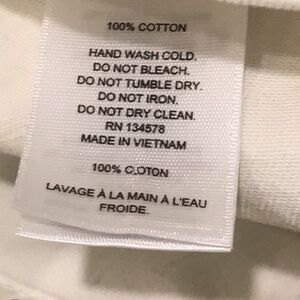 100% COTTON
HAND WASH COLD.
DO NOT BLEACH.
DO NOT TUMBLE DRY.
DO NOT IRON.
DO NOT DRY CLEAN.
RN 134578
MADE IN VIETNAM
100% C,OTON
LAVAGE À LA MAIN À L'EAU
FROIDE.